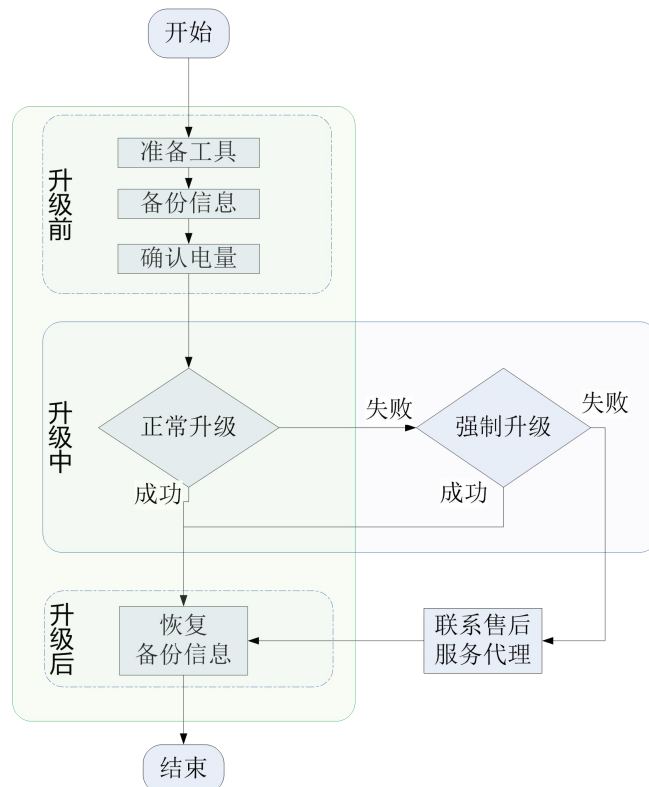 开始
升级前
准备工具
备份信息
确认电量
升级中
正常升级
失败
强制升级
失败
成功
成功
升级后
恢复
备份信息
联系售后
服务代理
结束